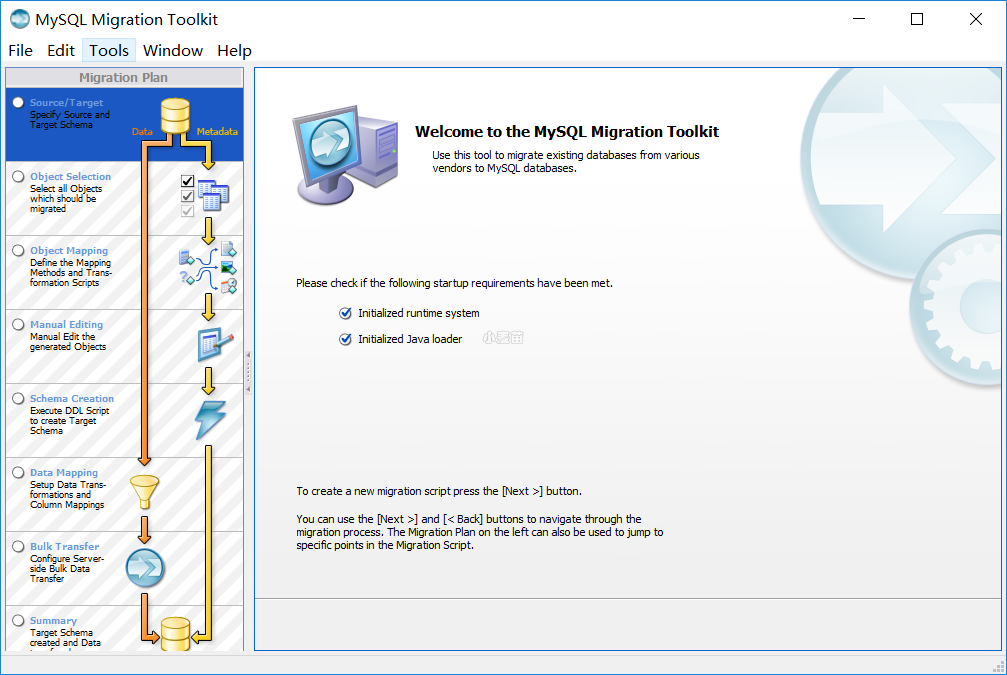 MySQL Migration Toolkit
File Edit Tools Window Help
Migration Plan
Source/Target
Specify Source and
Target Schema
Data
Metadata
Object Selection
Select all Objects
which should be
migrated
Object Mapping
Define the Mapping
Methods and Trans-
formation Scripts
Manual Editing
Manual Edit the
generated Objects
Schema Creation
Execute DDL Script
to create Target
Schema
Data Mapping
Setup Data Trans-
formations and
Column Mappings
Bulk Transfer
Configure Server-
side Bulk Data
Transfer
Summary
Target Schema
created and Data
Welcome to the MySQL Migration Toolkit
Use this tool to migrate existing databases from various
vendors to MySQL databases.
Please check if the following startup requirements have been met.
Initialized runtime system
Initialized Java loader
To create a new migration script press the [Next >] button.
You can use the [Next >] and [< Back] buttons to navigate through the
migration process. The Migration Plan on the left can also be used to jump to
specific points in the Migration Script.